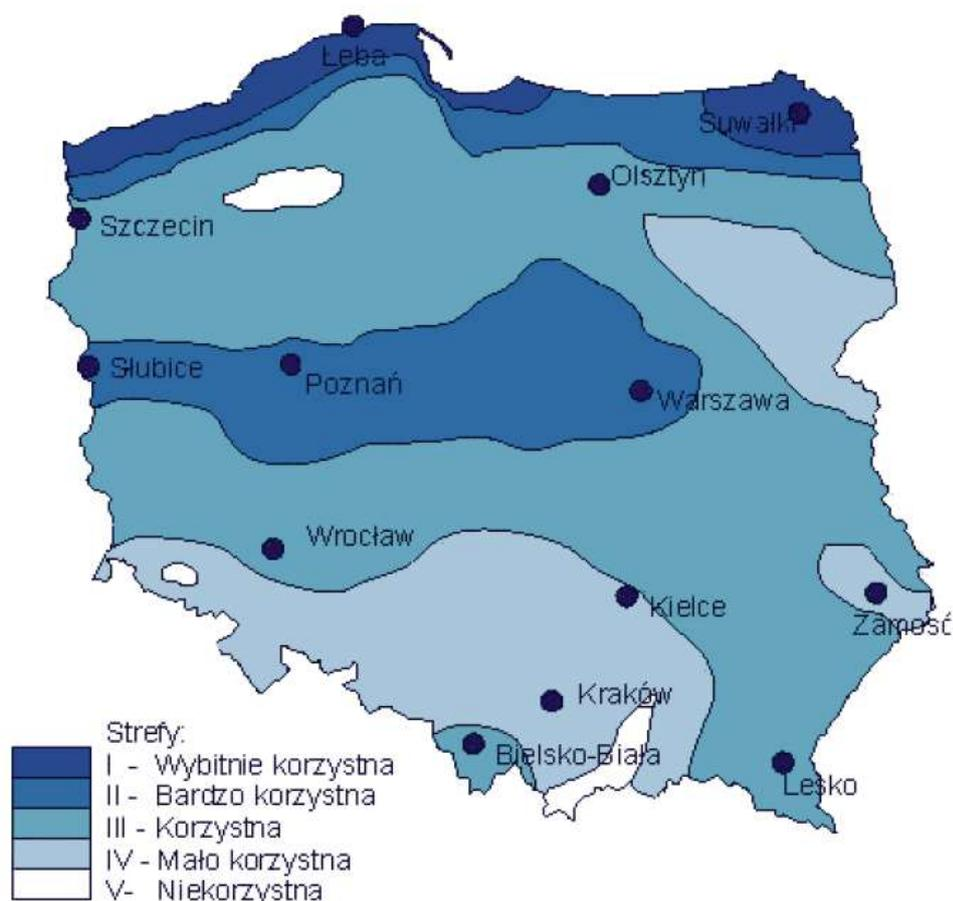 Łeba
Suwałki
Olsztyn
Szczecin
Słubice
Poznań
Warszawa
Wrocław
Kielce
Zamość
Kraków
Bielsko-Biała
Lesko
Strefy:
I - Wybitnie korzystna
II - Bardzo korzystna
III - Korzystna
IV - Mało korzystna
V- Niekorzystna